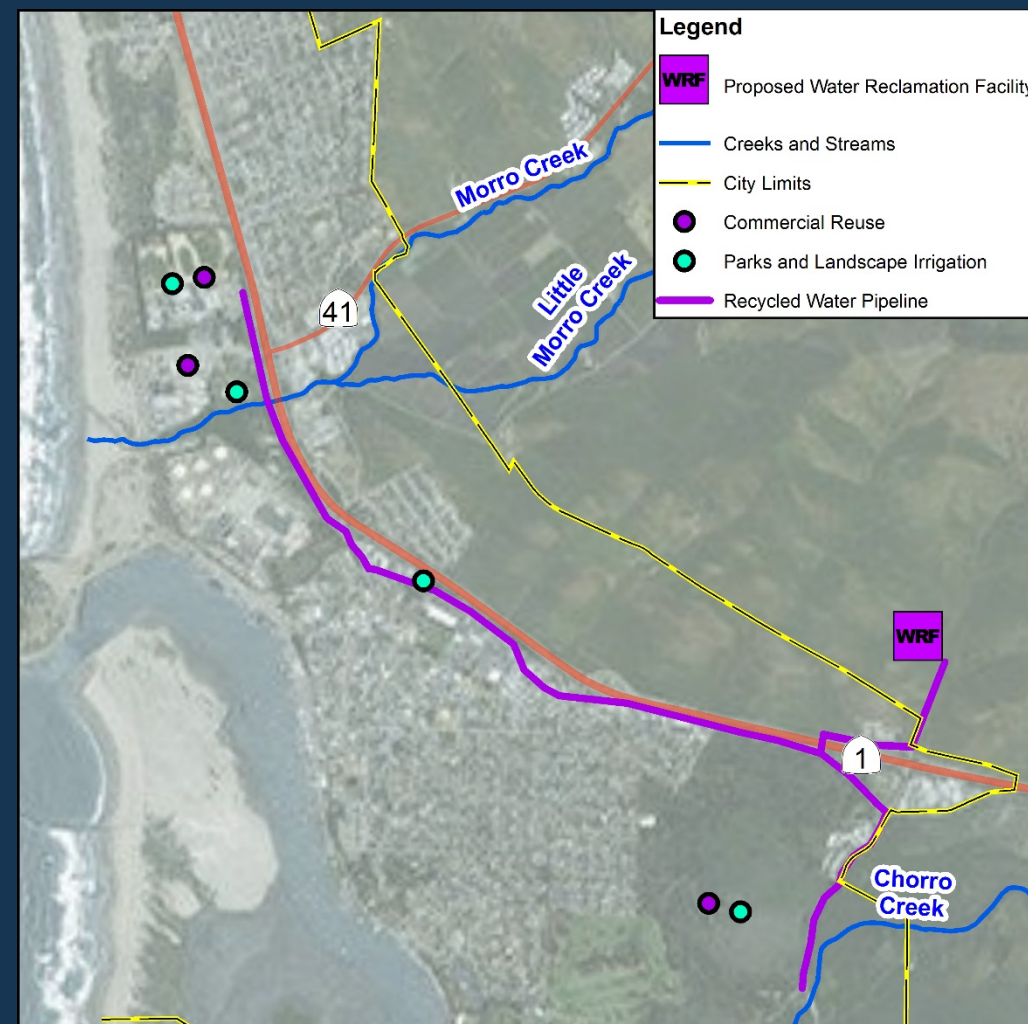 Legend
WRF Proposed Water Reclamation Facility
Creeks and Streams
City Limits
Commercial Reuse
Parks and Landscape Irrigation
Recycled Water Pipeline
Morro Creek
Little
Morro Creek
41
WRF
1
Chorro
Creek